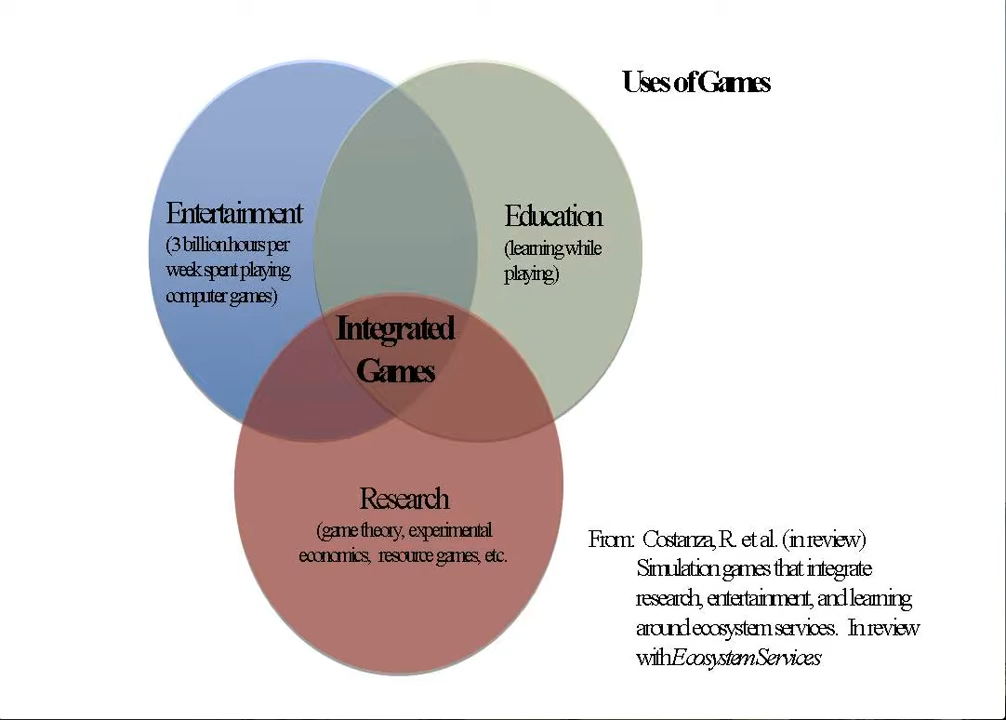 Uses of Games
Entertainment
(3 billion hours per
week spent playing
computer games)
Education
(learning while
playing)
Integrated
Games
Research
(game theory, experimental
economics, resource games, etc.
From: Costanza, R. et al. (in review)
Simulation games that integrate
research, entertainment, and learning
around ecosystem services. In review
with Ecosystem Services